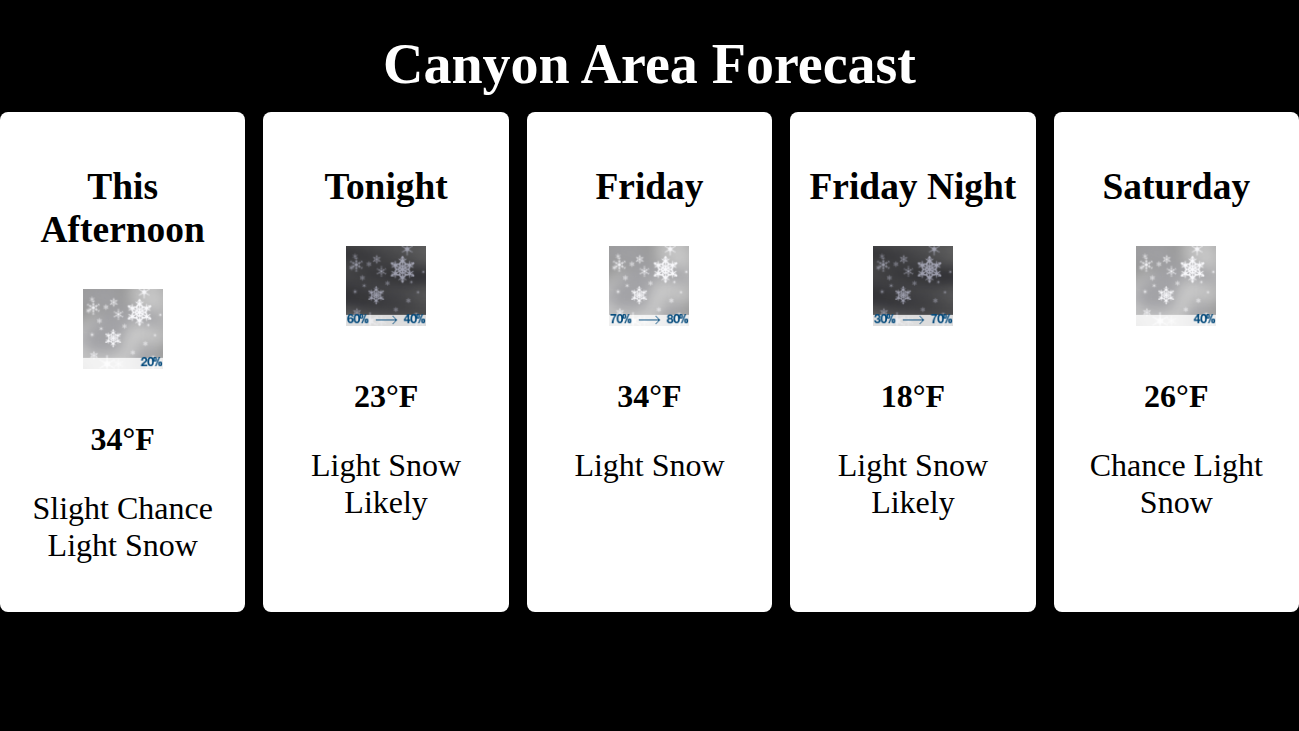 Canyon Area Forecast
This
Afternoon
20%
34°F
Slight Chance
Light Snow
Tonight
60% → 40%
23°F
Light Snow
Likely
Friday
70% → 80%
34°F
Light Snow
Friday Night
30% → 70%
18°F
Light Snow
Likely
Saturday
40%
26°F
Chance Light
Snow